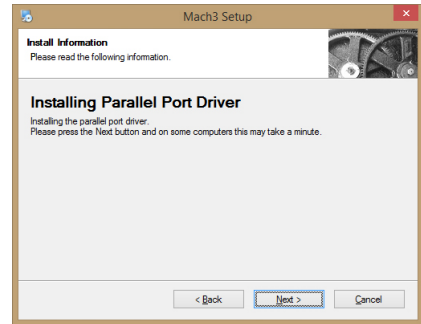 Mach3 Setup
Install Information
Please read the following information.
Installing Parallel Port Driver
Installing the parallel port driver.
Please press the Next button and on some computers this may take a minute.
< Back
Next >
Cancel